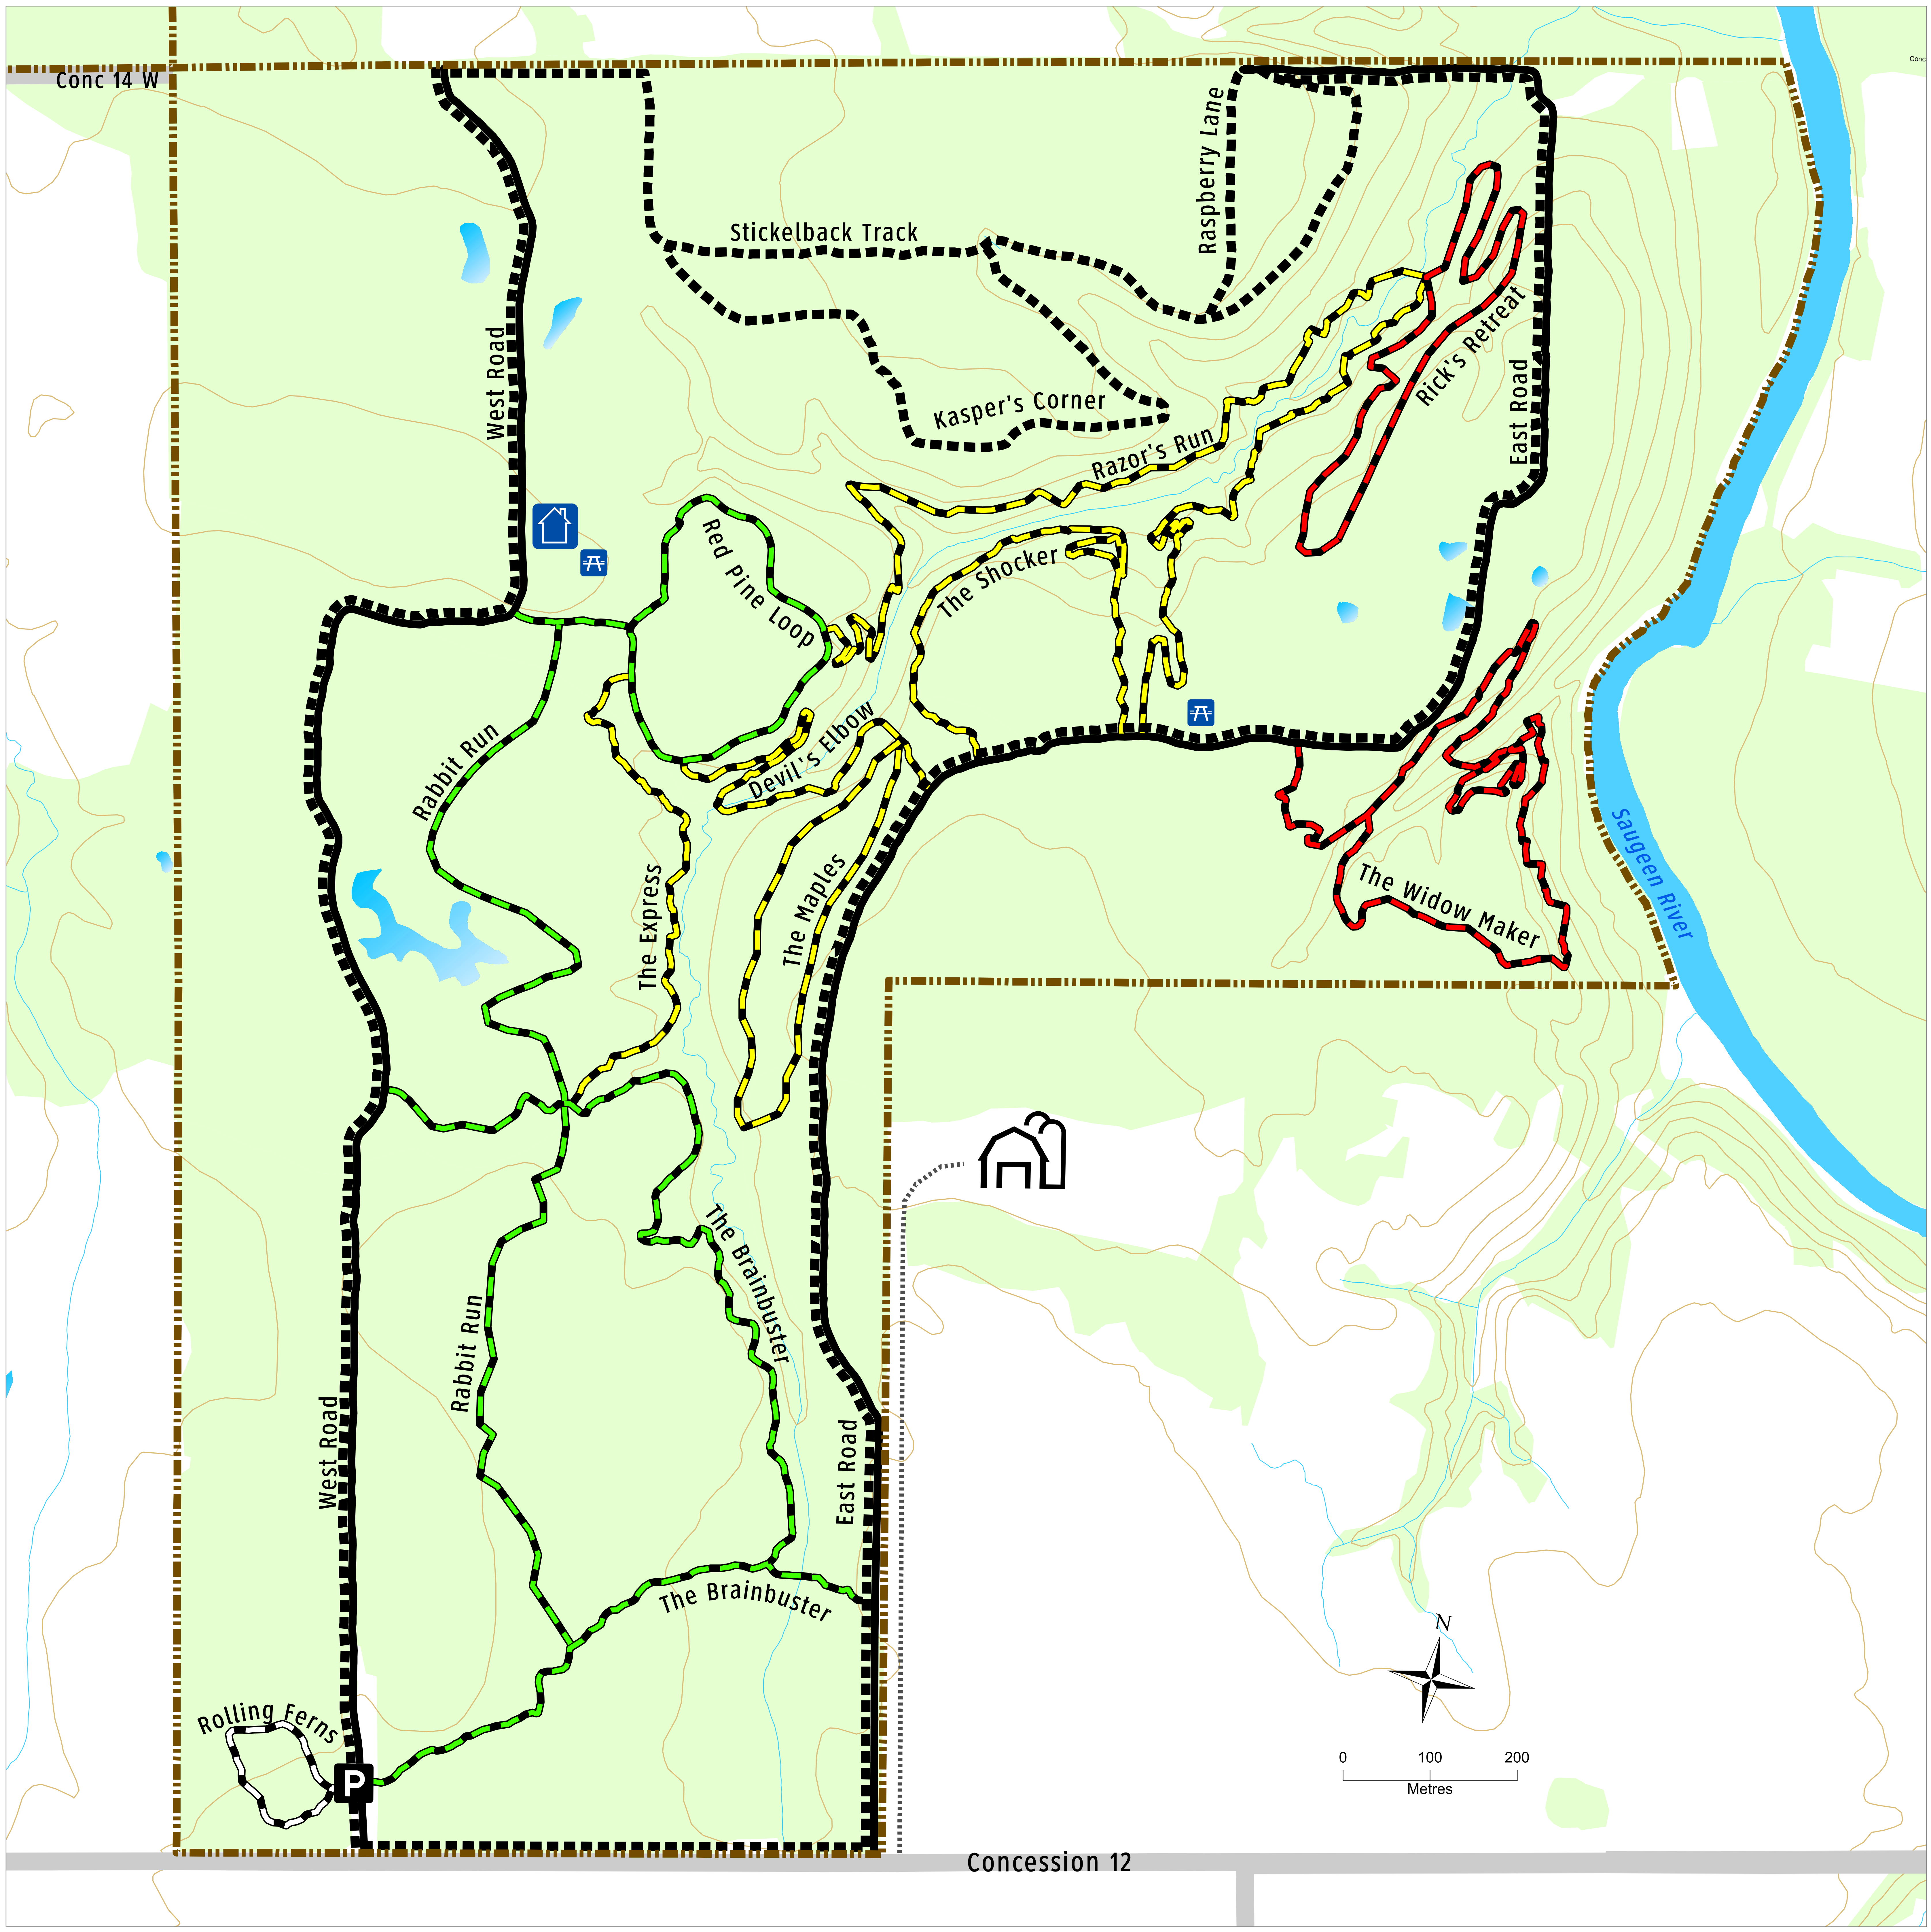 Conc
Conc 14 W
Raspberry Lane
Stickelback Track
West Road
Rick's Retreat
East Road
Kasper's Corner
Razor's Run
Red Pine Loop
The Shocker
Rabbit Run
Devil's Elbow
Saugeen River
The Express
The Maples
The Widow Maker
The Brainbuster
Rabbit Run
West Road
East Road
The Brainbuster
N
Rolling Ferns
P
0 100 200
Metres
Concession 12